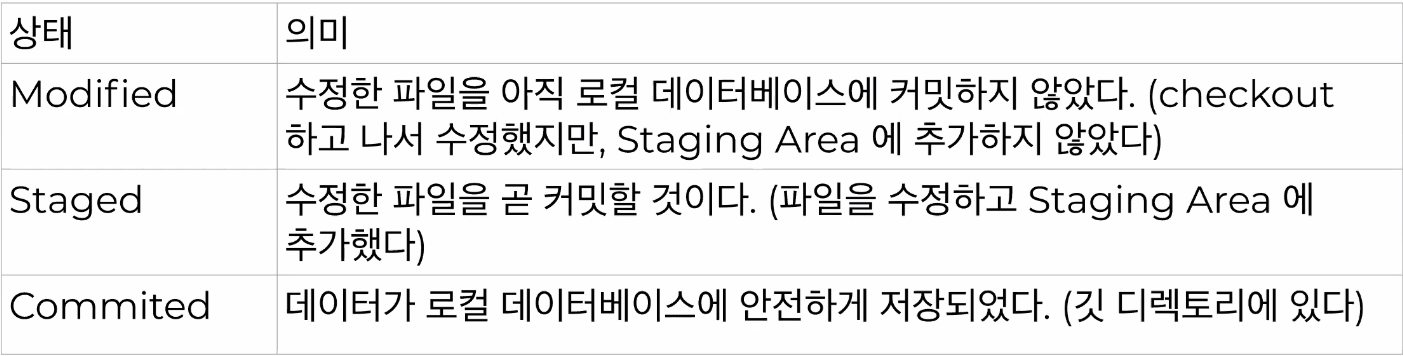 상태
의미
Modified
수정한 파일을 아직 로컬 데이터베이스에 커밋하지 않았다. (checkout
하고 나서 수정했지만, Staging Area 에 추가하지 않았다)
Staged
수정한 파일을 곧 커밋할 것이다. (파일을 수정하고 Staging Area 에
추가했다)
Commited
데이터가 로컬 데이터베이스에 안전하게 저장되었다. (깃 디렉토리에 있다)